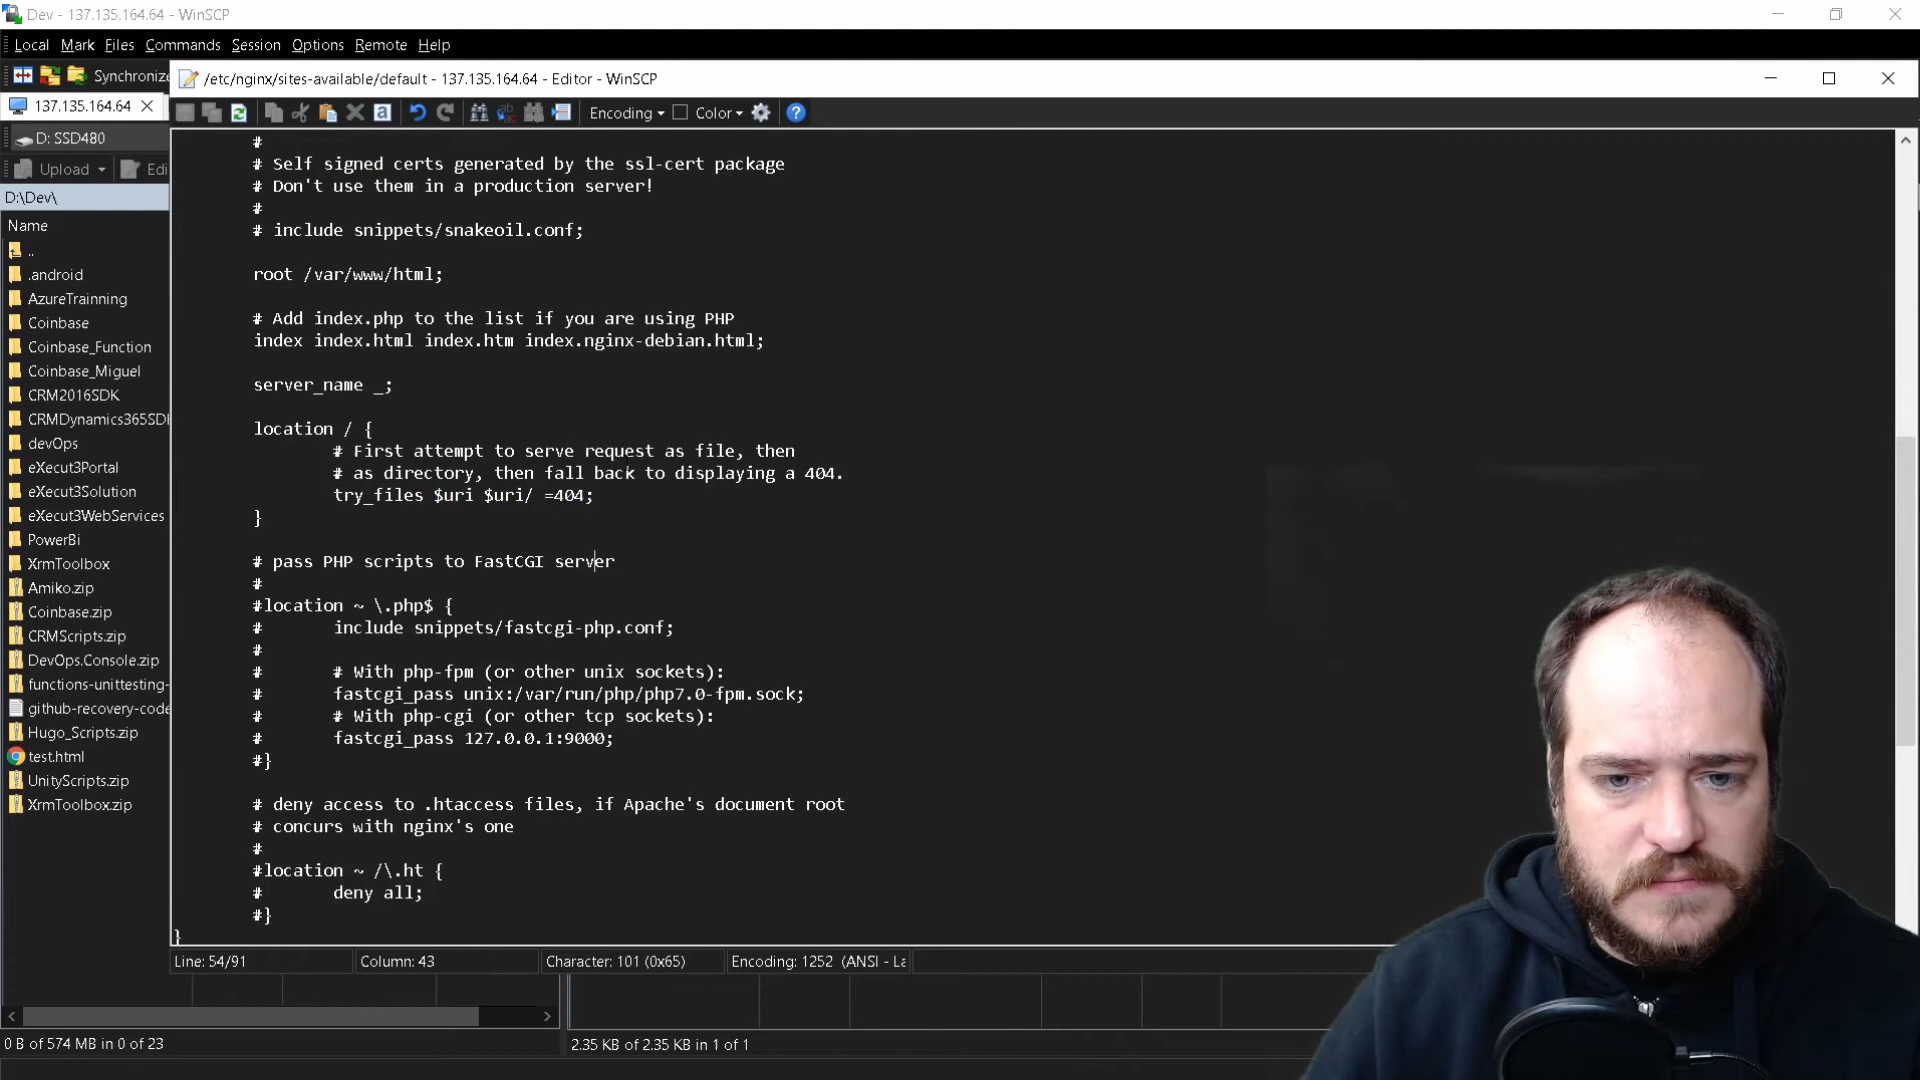 Dev - 137.135.164.64 - WinSCP
Local Mark Files Commands Session Options Remote Help
Synchronize
/etc/nginx/sites-available/default - 137.135.164.64 - Editor - WinSCP
137.135.164.64
Encoding
Color
D: SSD480
Upload
Edi
D:\Dev\
Name
..
.android
AzureTrainning
Coinbase
Coinbase_Function
Coinbase_Miguel
CRM2016SDK
CRMDynamics365SDK
devOps
eXecut3Portal
eXecut3Solution
eXecut3WebServices
PowerBi
XrmToolbox
Amiko.zip
Coinbase.zip
CRMScripts.zip
DevOps.Console.zip
functions-unittesting-
github-recovery-code
Hugo_Scripts.zip
test.html
UnityScripts.zip
XrmToolbox.zip
#
# Self signed certs generated by the ssl-cert package
# Don't use them in a production server!
#
# include snippets/snakeoil.conf;
root /var/www/html;
# Add index.php to the list if you are using PHP
index index.html index.htm index.nginx-debian.html;
server_name _;
location / {
# First attempt to serve request as file, then
# as directory, then fall back to displaying a 404.
try_files $uri $uri/ =404;
}
# pass PHP scripts to FastCGI server
#
#location ~ \.php$ {
# include snippets/fastcgi-php.conf;
#
# # With php-fpm (or other unix sockets):
# fastcgi_pass unix:/var/run/php/php7.0-fpm.sock;
# # With php-cgi (or other tcp sockets):
# fastcgi_pass 127.0.0.1:9000;
#}
# deny access to .htaccess files, if Apache's document root
# concurs with nginx's one
#
#location ~ /\.ht {
# deny all;
#}
}
Line: 54/91
Column: 43
Character: 101 (0x65)
Encoding: 1252 (ANSI - La
0 B of 574 MB in 0 of 23
2.35 KB of 2.35 KB in 1 of 1